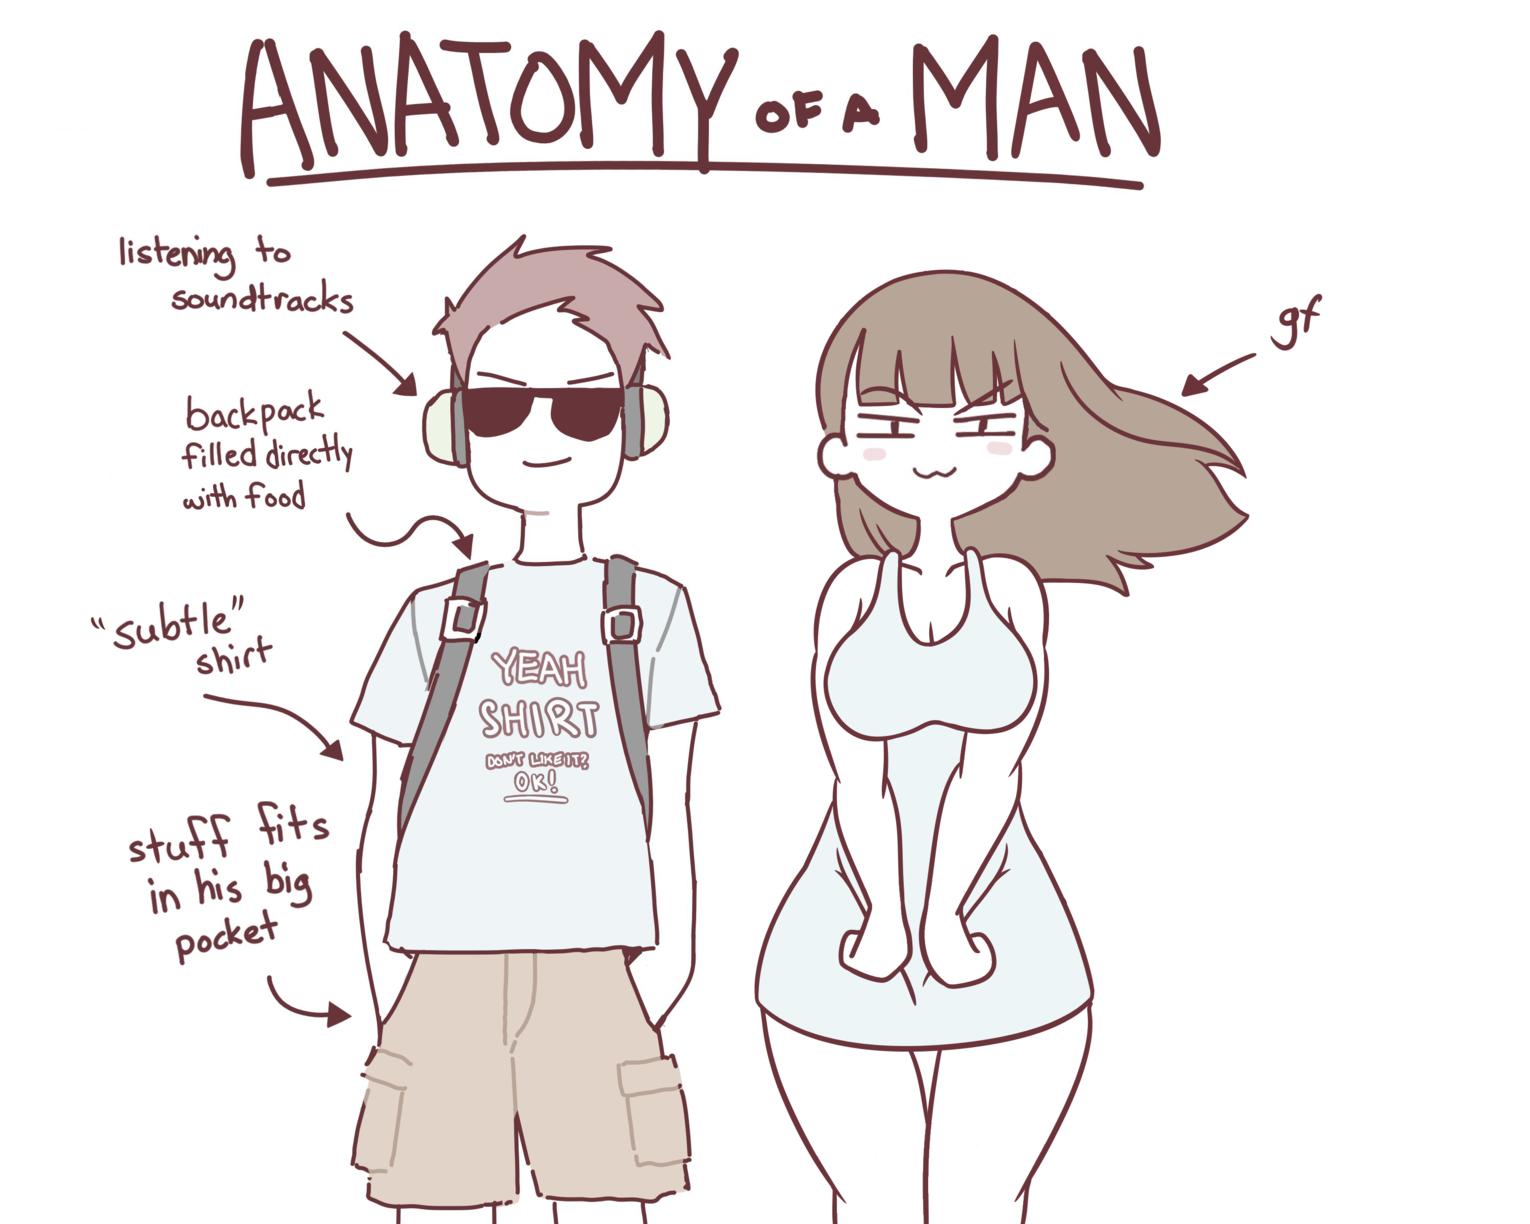 ANATOMY OF A MAN
listening to
soundtracks
gf
backpack
filled directly
with food
"subtle"
shirt
YEAH
SHIRT
DON'T LIKE IT?
OK!
stuff fits
in his big
pocket